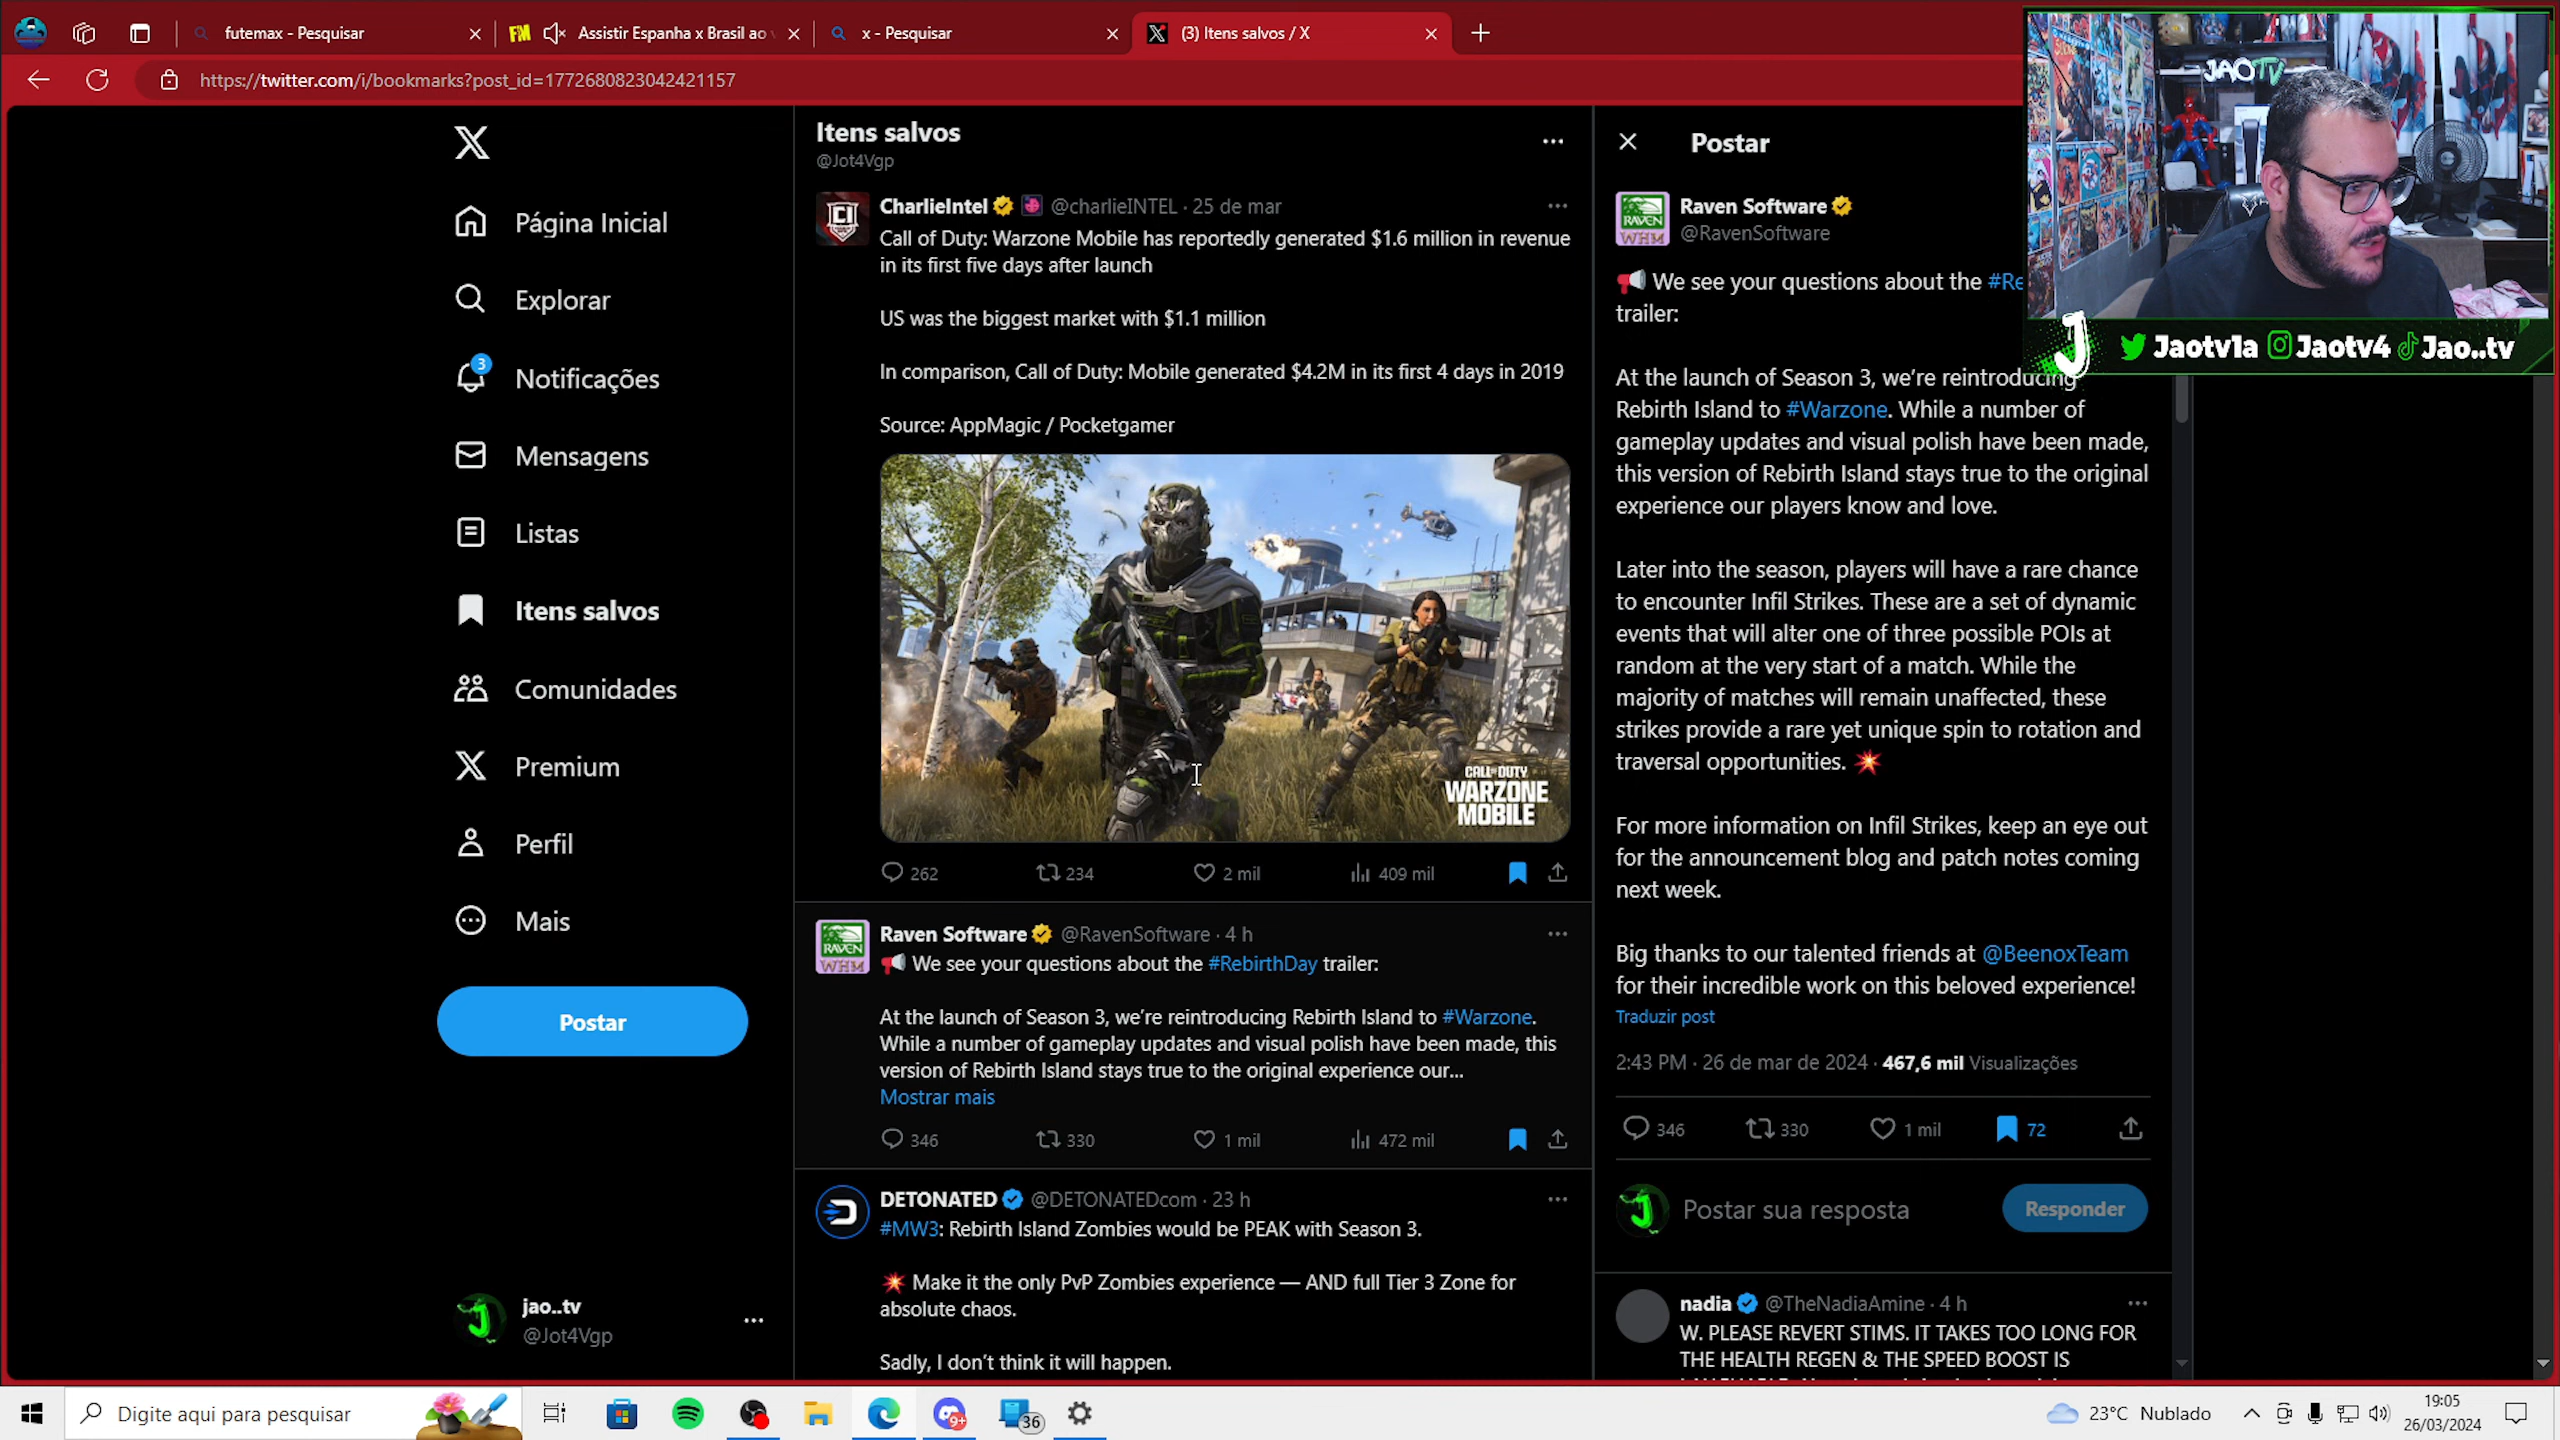 futemax - Pesquisar
FM Assistir Espanha x Brasil ao
x - Pesquisar
(3) Itens salvos / X
https://twitter.com/i/bookmarks?post_id=1772680823042421157
Página Inicial
Explorar
3
Notificações
Mensagens
Listas
Itens salvos
Comunidades
Premium
Perfil
Mais
Postar
jao..tv
@Jot4Vgp
Itens salvos
@Jot4Vgp
CharlieIntel @charlieINTEL · 25 de mar
Call of Duty: Warzone Mobile has reportedly generated $1.6 million in revenue
in its first five days after launch
US was the biggest market with $1.1 million
In comparison, Call of Duty: Mobile generated $4.2M in its first 4 days in 2019
Source: AppMagic / Pocketgamer
CALL OF DUTY
WARZONE
MOBILE
262 234 2 mil 409 mil
RAVEN
WHM
Raven Software @RavenSoftware · 4 h
We see your questions about the #RebirthDay trailer:
At the launch of Season 3, we’re reintroducing Rebirth Island to #Warzone.
While a number of gameplay updates and visual polish have been made, this
version of Rebirth Island stays true to the original experience our...
Mostrar mais
346 330 1 mil 472 mil
DETONATED @DETONATEDcom · 23 h
#MW3: Rebirth Island Zombies would be PEAK with Season 3.
Make it the only PvP Zombies experience — AND full Tier 3 Zone for
absolute chaos.
Sadly, I don’t think it will happen.
Postar
RAVEN
WHM
Raven Software
@RavenSoftware
We see your questions about the #Re
trailer:
At the launch of Season 3, we’re reintroducing
Rebirth Island to #Warzone. While a number of
gameplay updates and visual polish have been made,
this version of Rebirth Island stays true to the original
experience our players know and love.
Later into the season, players will have a rare chance
to encounter Infil Strikes. These are a set of dynamic
events that will alter one of three possible POIs at
random at the very start of a match. While the
majority of matches will remain unaffected, these
strikes provide a rare yet unique spin to rotation and
traversal opportunities.
For more information on Infil Strikes, keep an eye out
for the announcement blog and patch notes coming
next week.
Big thanks to our talented friends at @BeenoxTeam
for their incredible work on this beloved experience!
Traduzir post
2:43 PM · 26 de mar de 2024 · 467,6 mil Visualizações
346 330 1 mil 72
Postar sua resposta
Responder
nadia @TheNadiaAmine · 4 h
W. PLEASE REVERT STIMS. IT TAKES TOO LONG FOR
THE HEALTH REGEN & THE SPEED BOOST IS
JAOTV
J Jaotv1a Jaotv4 Jao..tv
Digite aqui para pesquisar
9+
36
23°C Nublado
19:05
26/03/2024